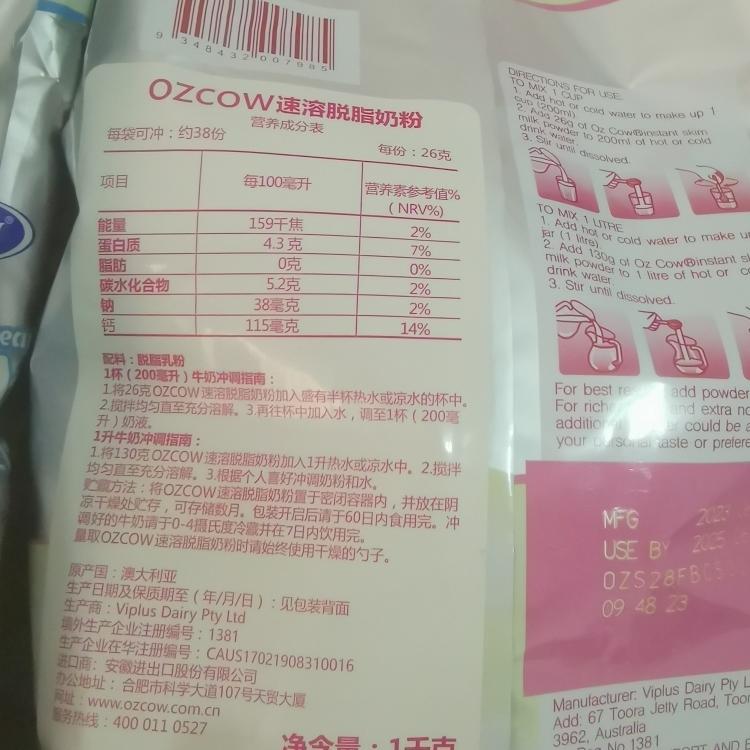 9 348432 007985
OZCOW速溶脱脂奶粉
营养成分表
每袋可冲：约38份
每份：26克
项目 每100毫升 营养素参考值%
（NRV%）
能量 159千焦 2%
蛋白质 4.3克 7%
脂肪 0克 0%
碳水化合物 5.2克 2%
钠 38毫克 2%
钙 115毫克 14%
配料：脱脂乳粉
1杯（200毫升）牛奶冲调指南：
1.将26克OZCOW速溶脱脂奶粉加入盛有半杯热水或凉水的杯中。
2.搅拌均匀直至充分溶解。3.再往杯中加入水，调至1杯（200毫
升）奶液。
1升牛奶冲调指南：
1.将130克OZCOW速溶脱脂奶粉加入1升热水或凉水中。2.搅拌
均匀直至充分溶解。3.根据个人喜好冲调奶粉和水。
贮藏方法：将OZCOW速溶脱脂奶粉置于密闭容器内，并放在阴
凉干燥处贮存，可存储数月。包装开启后请于60日内食用完。冲
调好的牛奶请于0-4摄氏度冷藏并在7日内饮用完。
量取OZCOW速溶脱脂奶粉时请始终使用干燥的勺子。
原产国：澳大利亚
生产日期及保质期至（年/月/日）：见包装背面
生产商：Viplus Dairy Pty Ltd
境外生产企业注册编号：1381
生产企业在华注册编号：CAUS17021908310016
进口商：安徽进出口股份有限公司
办公地址：合肥市科学大道107号天贸大厦
网址：www.ozcow.com.cn
服务热线：400 011 0527
净含量：1千克
DIRECTIONS FOR USE
TO MIX 1 CUP
1. Add hot or cold water to make up 1
cup (200ml)
2. Add 26g of Oz Cow®instant skim
milk powder to 200ml of hot or cold
drink water.
3. Stir until dissolved.
TO MIX 1 LITRE
1. Add hot or cold water to make u
jar (1 litre)
2. Add 130g of Oz Cow®instant s
milk powder to 1 litre of hot or c
drink water
3. Stir until dissolved.
For best re add powder
For rich and extra no
addition could be a
your personal taste or prefere
MFG 202
USE BY 2025
OZS28FBC
09 48 23
Manufacturer: Viplus Dairy Pty L
Add: 67 Toora Jetty Road, Toor
3962, Australia
No 1381